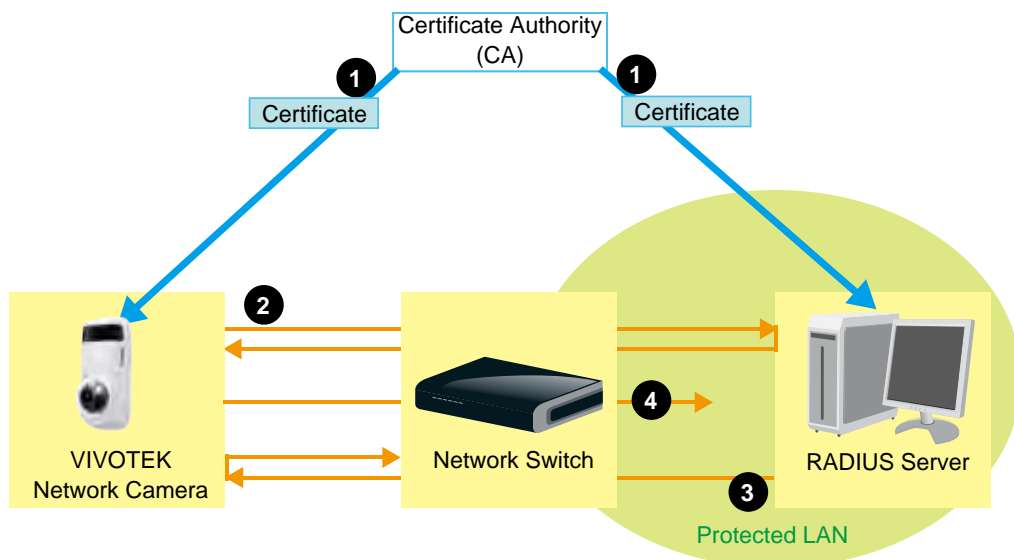 Certificate Authority
(CA)
1
1
Certificate
Certificate
2
4
VIVOTEK
Network Camera
Network Switch
RADIUS Server
3
Protected LAN